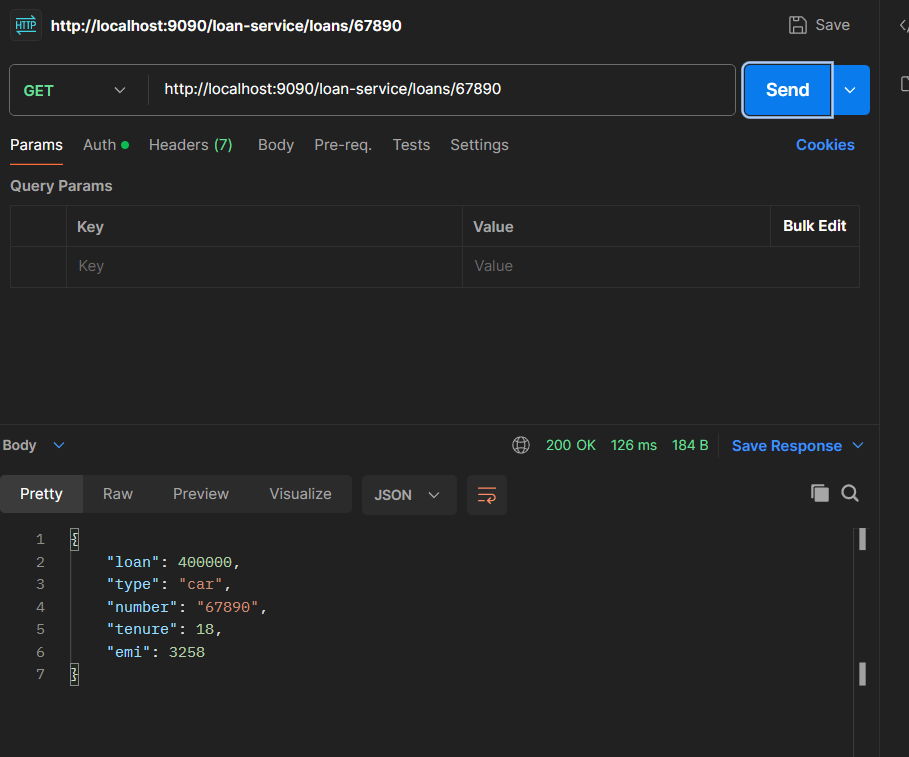 HTTP http://localhost:9090/loan-service/loans/67890 Save
GET http://localhost:9090/loan-service/loans/67890 Send
Params Auth Headers (7) Body Pre-req. Tests Settings Cookies
Query Params
Key Value Bulk Edit
Key Value
Body 200 OK 126 ms 184 B Save Response
Pretty Raw Preview Visualize JSON
1 {
2 "loan": 400000,
3 "type": "car",
4 "number": "67890",
5 "tenure": 18,
6 "emi": 3258
7 }